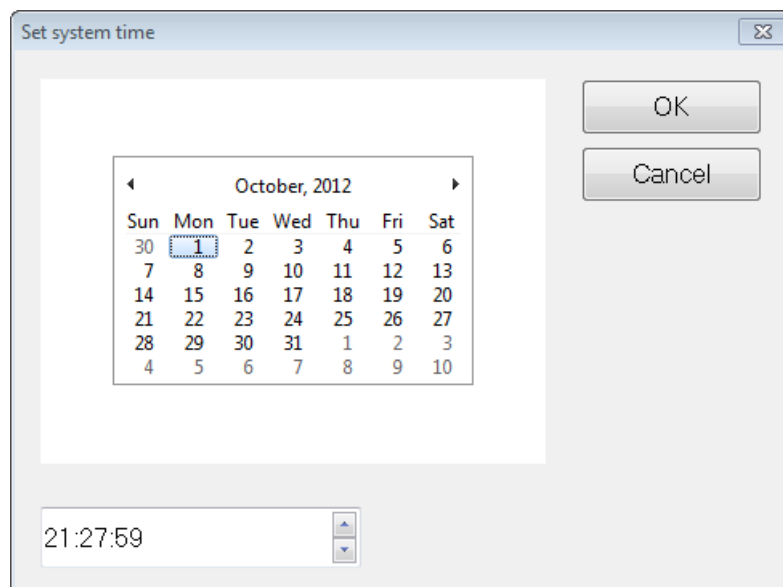 Set system time
OK
Cancel
October, 2012
Sun Mon Tue Wed Thu Fri Sat
30 1 2 3 4 5 6
7 8 9 10 11 12 13
14 15 16 17 18 19 20
21 22 23 24 25 26 27
28 29 30 31 1 2 3
4 5 6 7 8 9 10
21:27:59